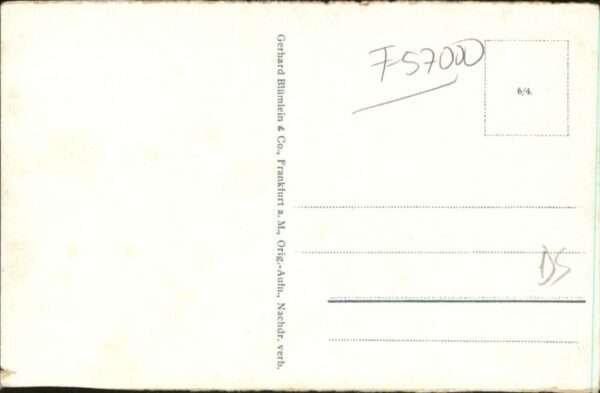 F57000
6/4.
Gerhard Blümlein & Co., Frankfurt a. M., Orig.-Aufn., Nachdr. verb.
DS